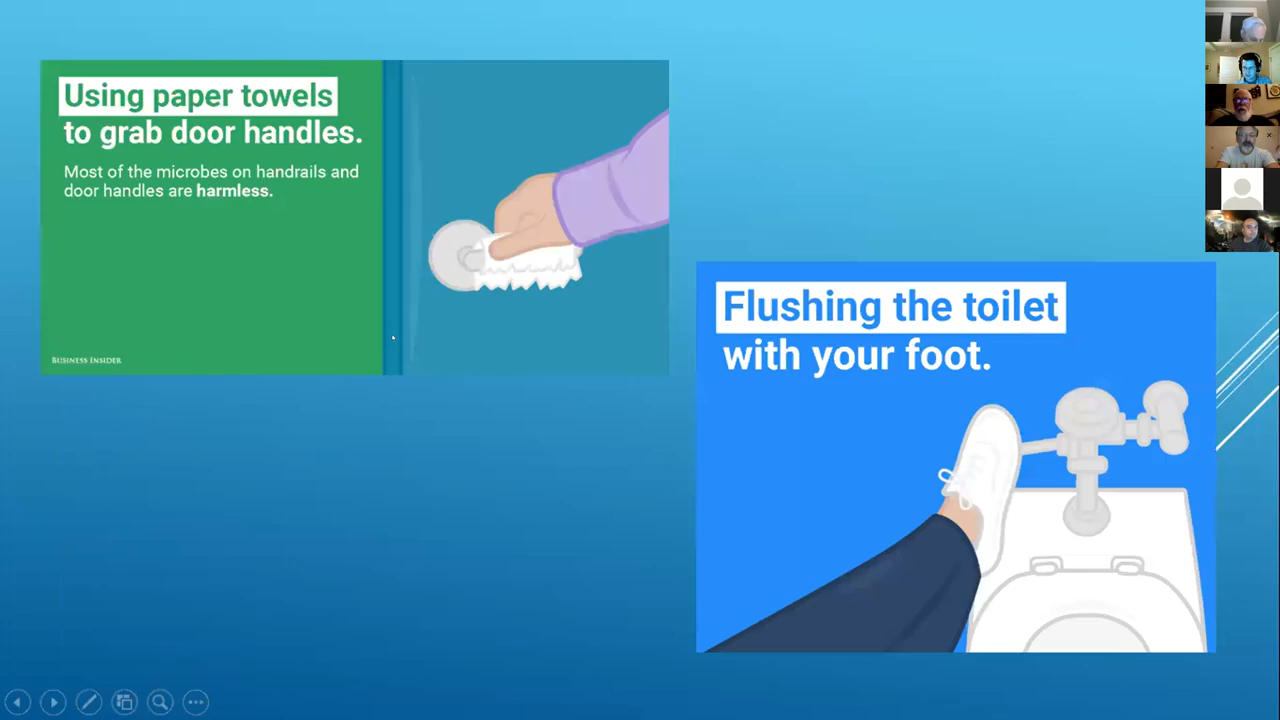 Using paper towels
to grab door handles.
Most of the microbes on handrails and
door handles are harmless.
BUSINESS INSIDER
Flushing the toilet
with your foot.